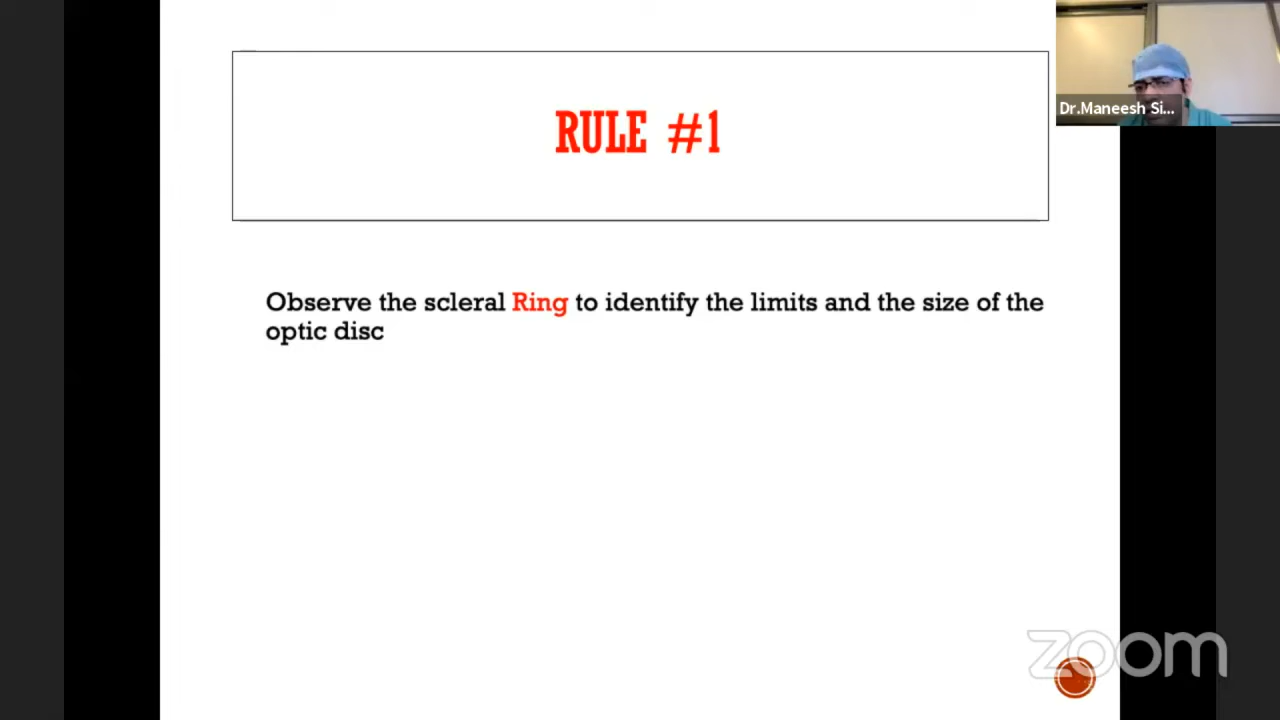 RULE #1
Dr.Maneesh Si...
Observe the scleral Ring to identify the limits and the size of the
optic disc
zoom